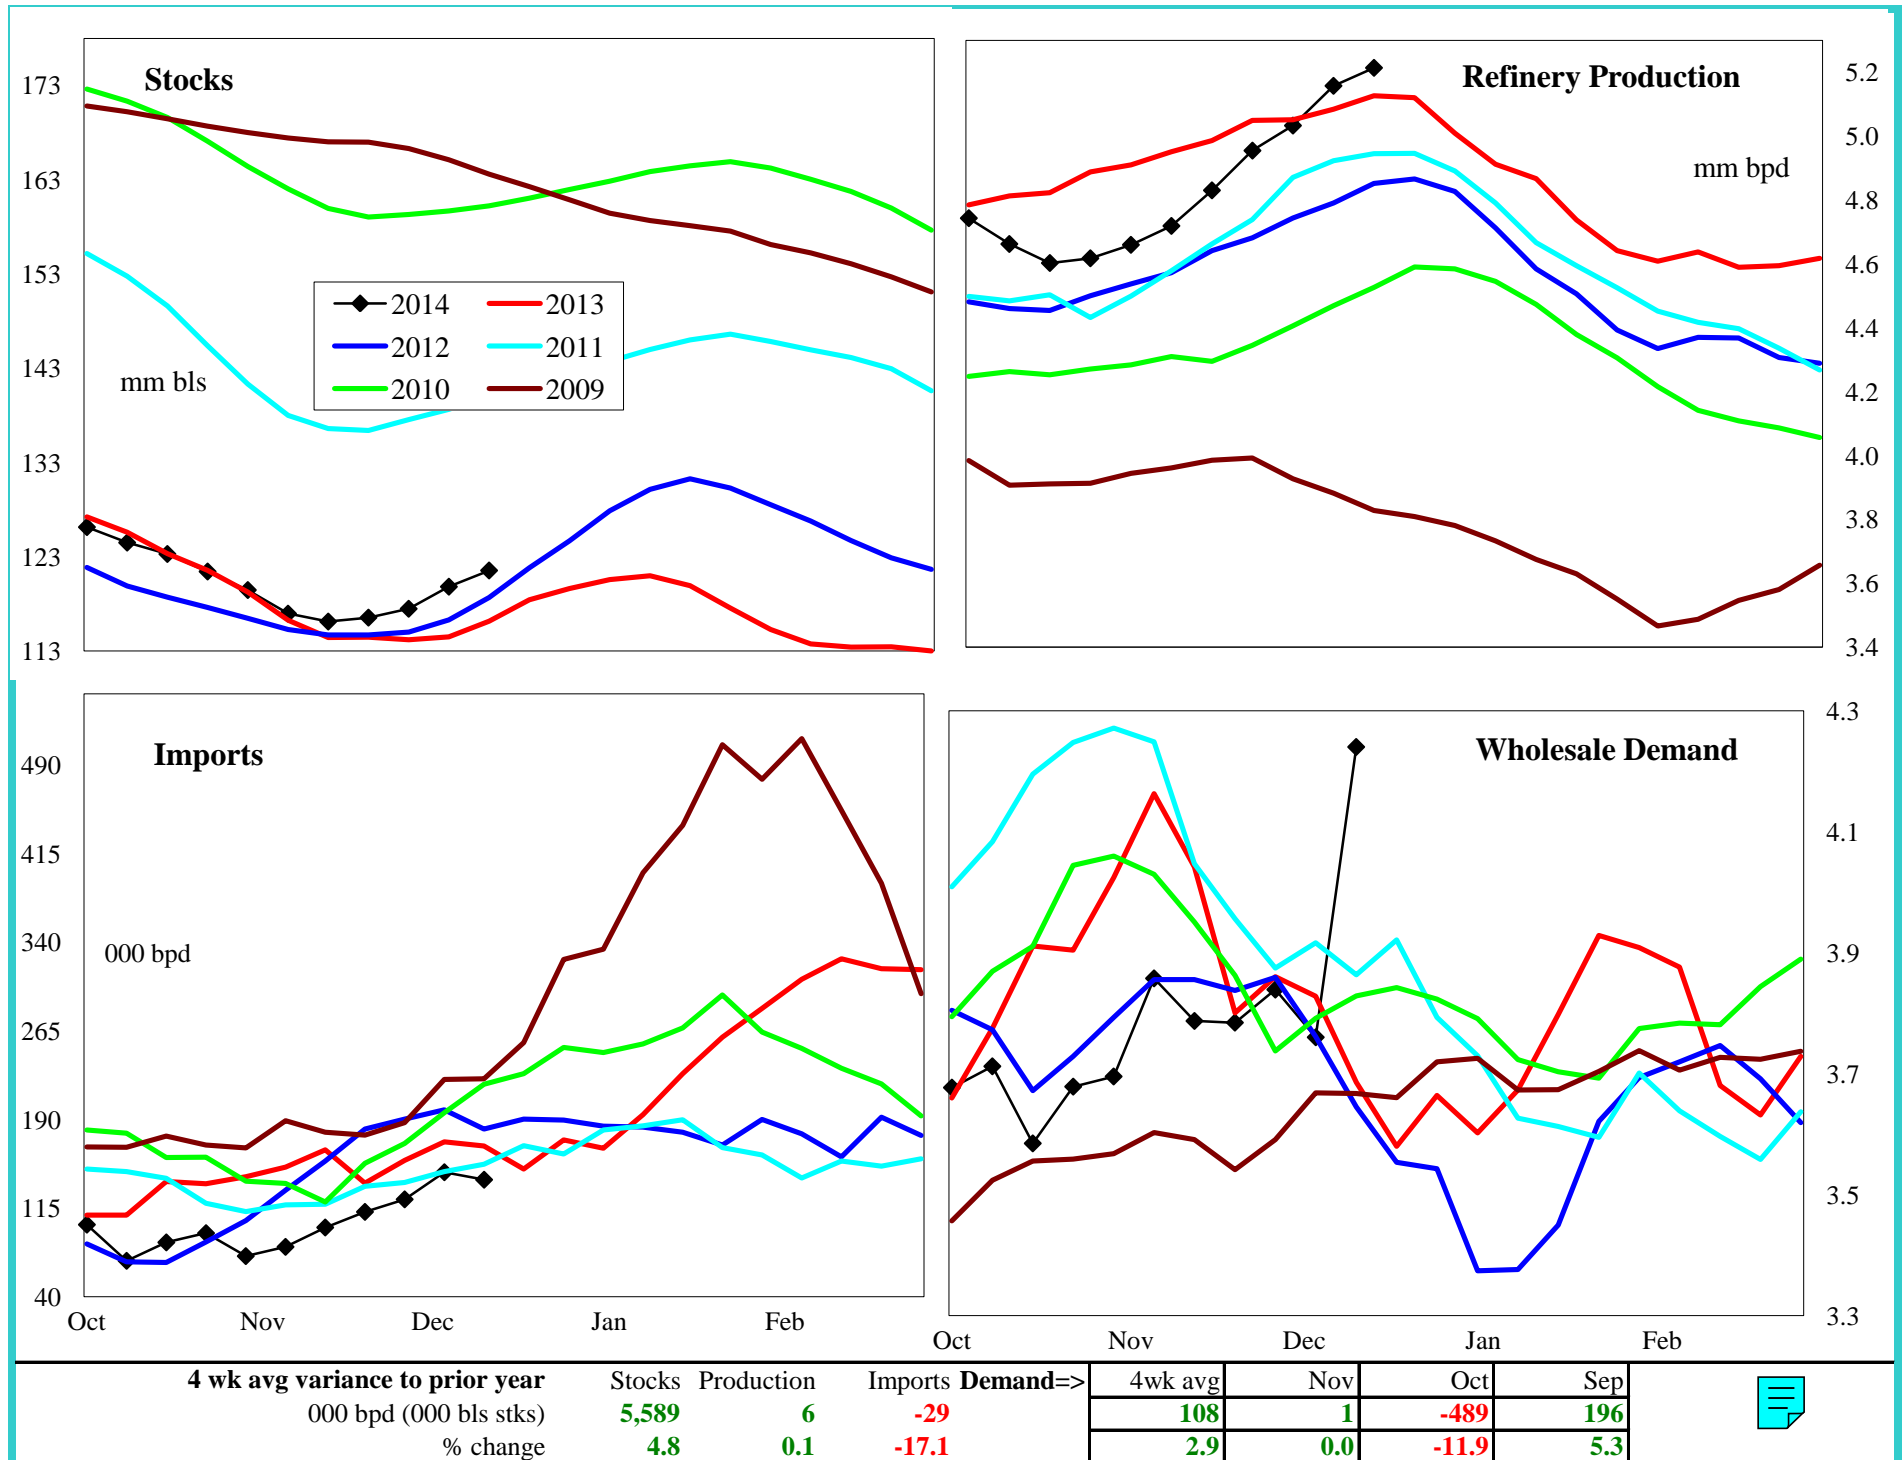 Stocks
173
163
153
143
133
123
113
mm bls
2014 2013
2012 2011
2010 2009
Refinery Production
mm bpd
5.2
5.0
4.8
4.6
4.4
4.2
4.0
3.8
3.6
3.4
Imports
000 bpd
490
415
340
265
190
115
40
Oct Nov Dec Jan Feb
Wholesale Demand
4.3
4.1
3.9
3.7
3.5
3.3
Oct Nov Dec Jan Feb
4 wk avg variance to prior year Stocks Production Imports Demand=> 4wk avg Nov Oct Sep
000 bpd (000 bls stks) 5,589 6 -29 108 1 -489 196
% change 4.8 0.1 -17.1 2.9 0.0 -11.9 5.3